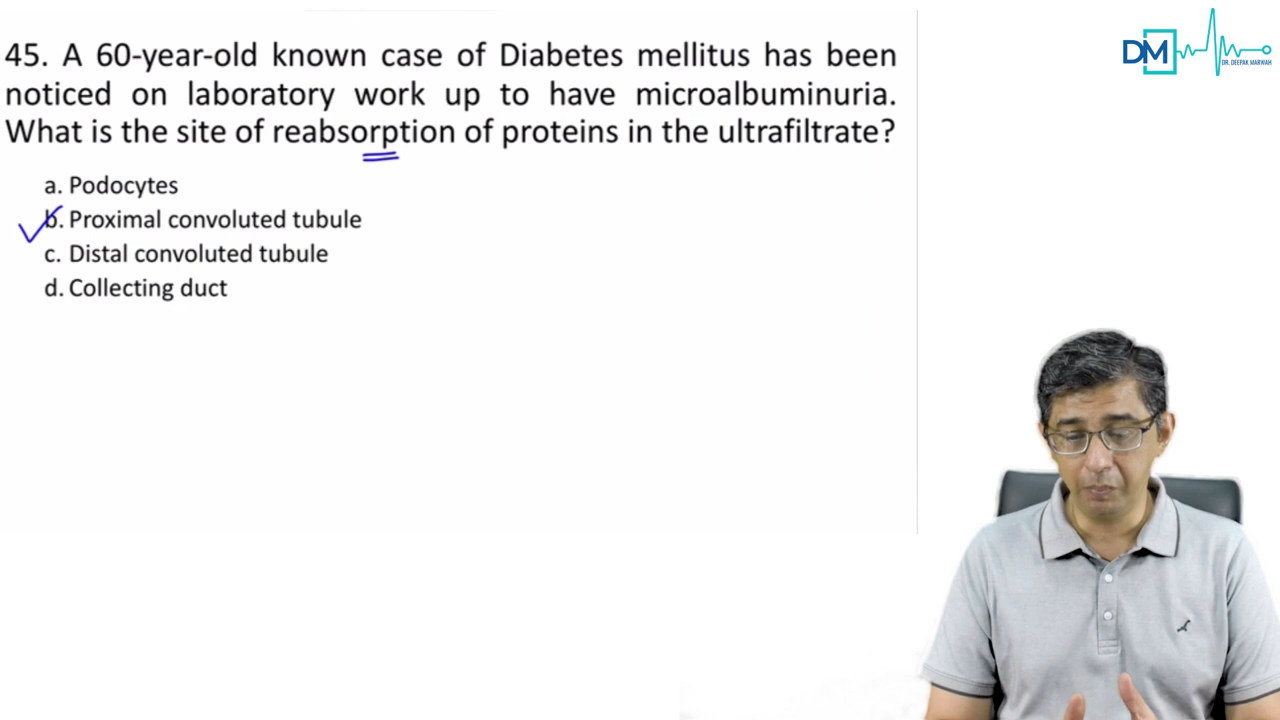 45. A 60-year-old known case of Diabetes mellitus has been
noticed on laboratory work up to have microalbuminuria.
What is the site of reabsorption of proteins in the ultrafiltrate?
a. Podocytes
b. Proximal convoluted tubule
c. Distal convoluted tubule
d. Collecting duct
DM
DR. DEEPAK MARWAH